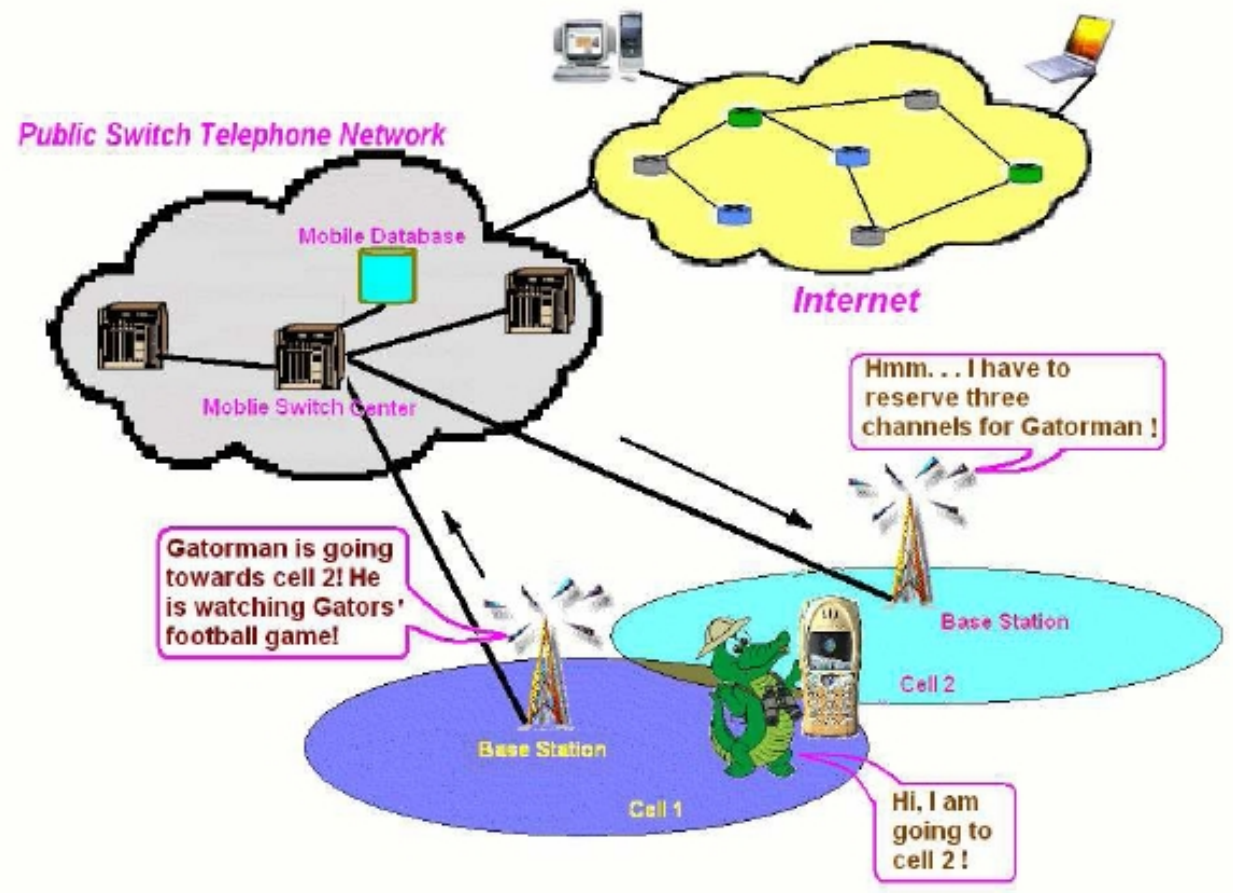 Public Switch Telephone Network
Mobile Database
Moblie Switch Center
Internet
Hmm. . . I have to
reserve three
channels for Gatorman !
Gatorman is going
towards cell 2! He
is watching Gators'
football game!
Base Station
Cell 2
Base Station
Cell 1
Hi, I am
going to
cell 2 !